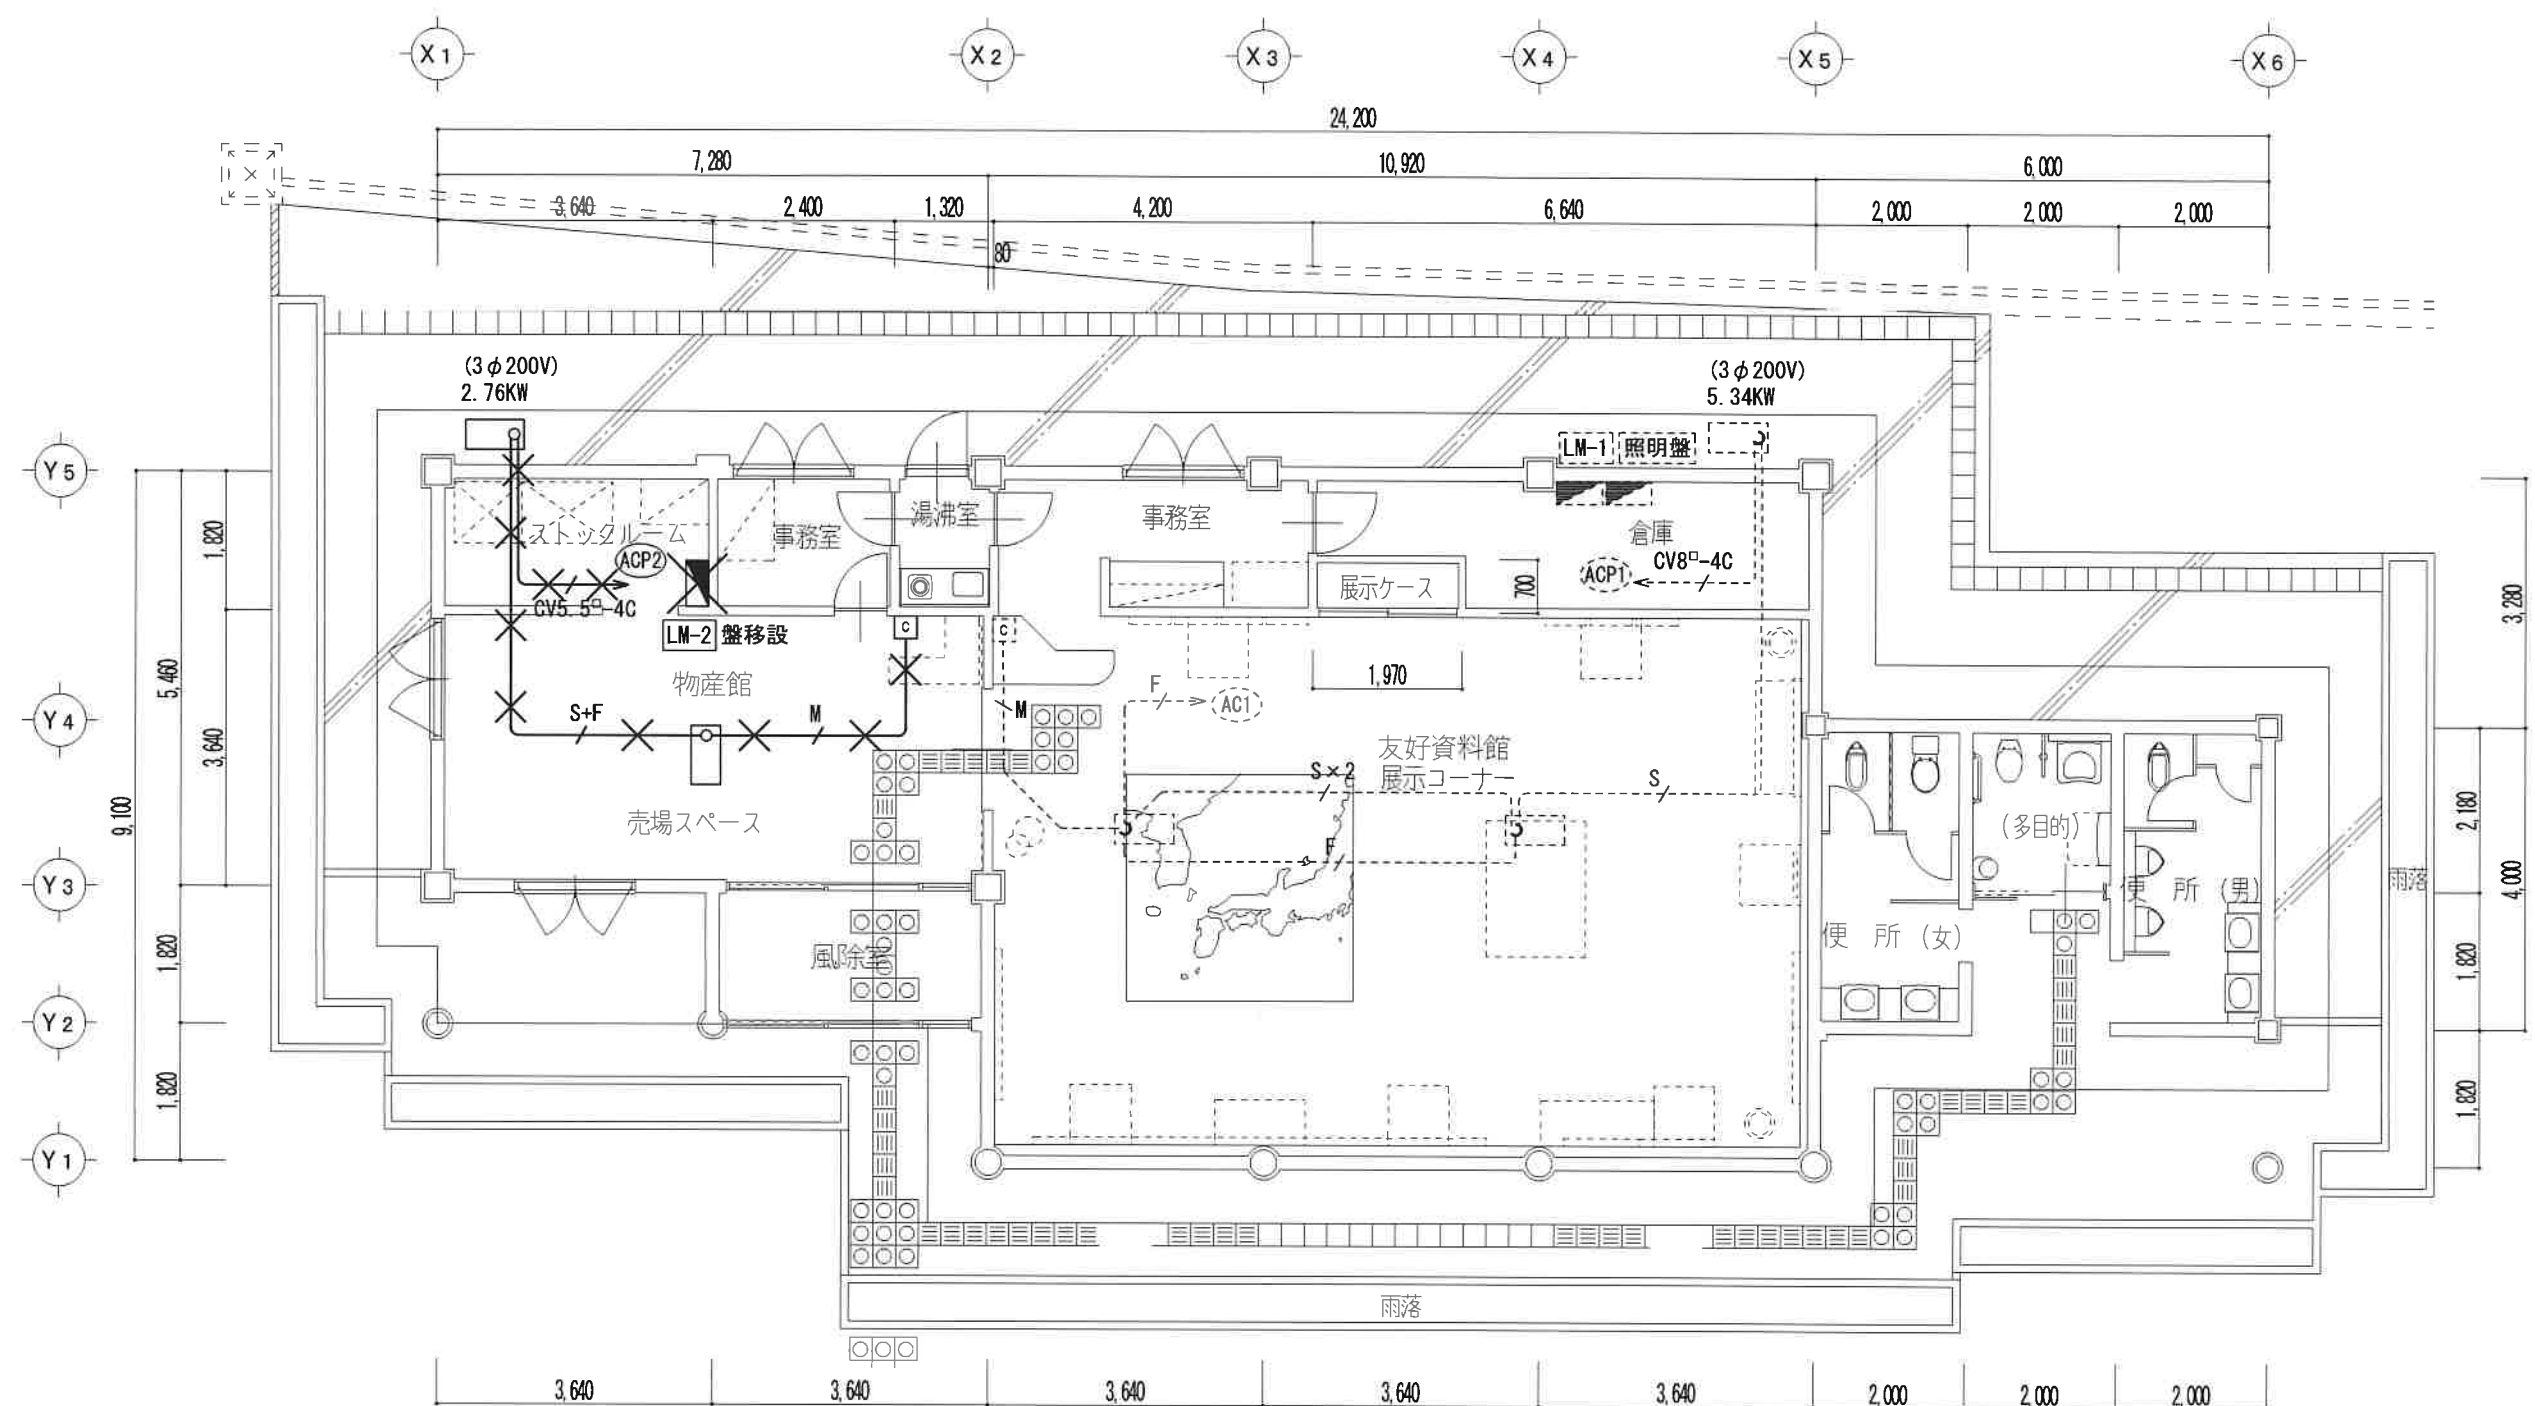 X1
X2
X3
X4
X5
X6
24,200
7,280
10,920
6,000
3,640
2,400
1,320
4,200
6,640
2,000
2,000
2,000
80
(3φ200V)
2.76KW
(3φ200V)
5.34KW
Y5
LM-1
照明盤
ストックルーム
事務室
湯沸室
事務室
倉庫
ACP2
CV5.5□-4C
ACP1
CV8□-4C
展示ケース
700
LM-2
盤移設
C
C
1,820
3,280
5,460
物産館
1,970
F
AC1
M
Y4
S+F
M
3,640
友好資料館
展示コーナー
S×2
S
9,100
売場スペース
F
(多目的)
2,180
Y3
便 所 (男)
雨落
4,000
便 所 (女)
風除室
1,820
1,820
Y2
1,820
1,820
Y1
雨落
3,640
3,640
3,640
3,640
3,640
2,000
2,000
2,000